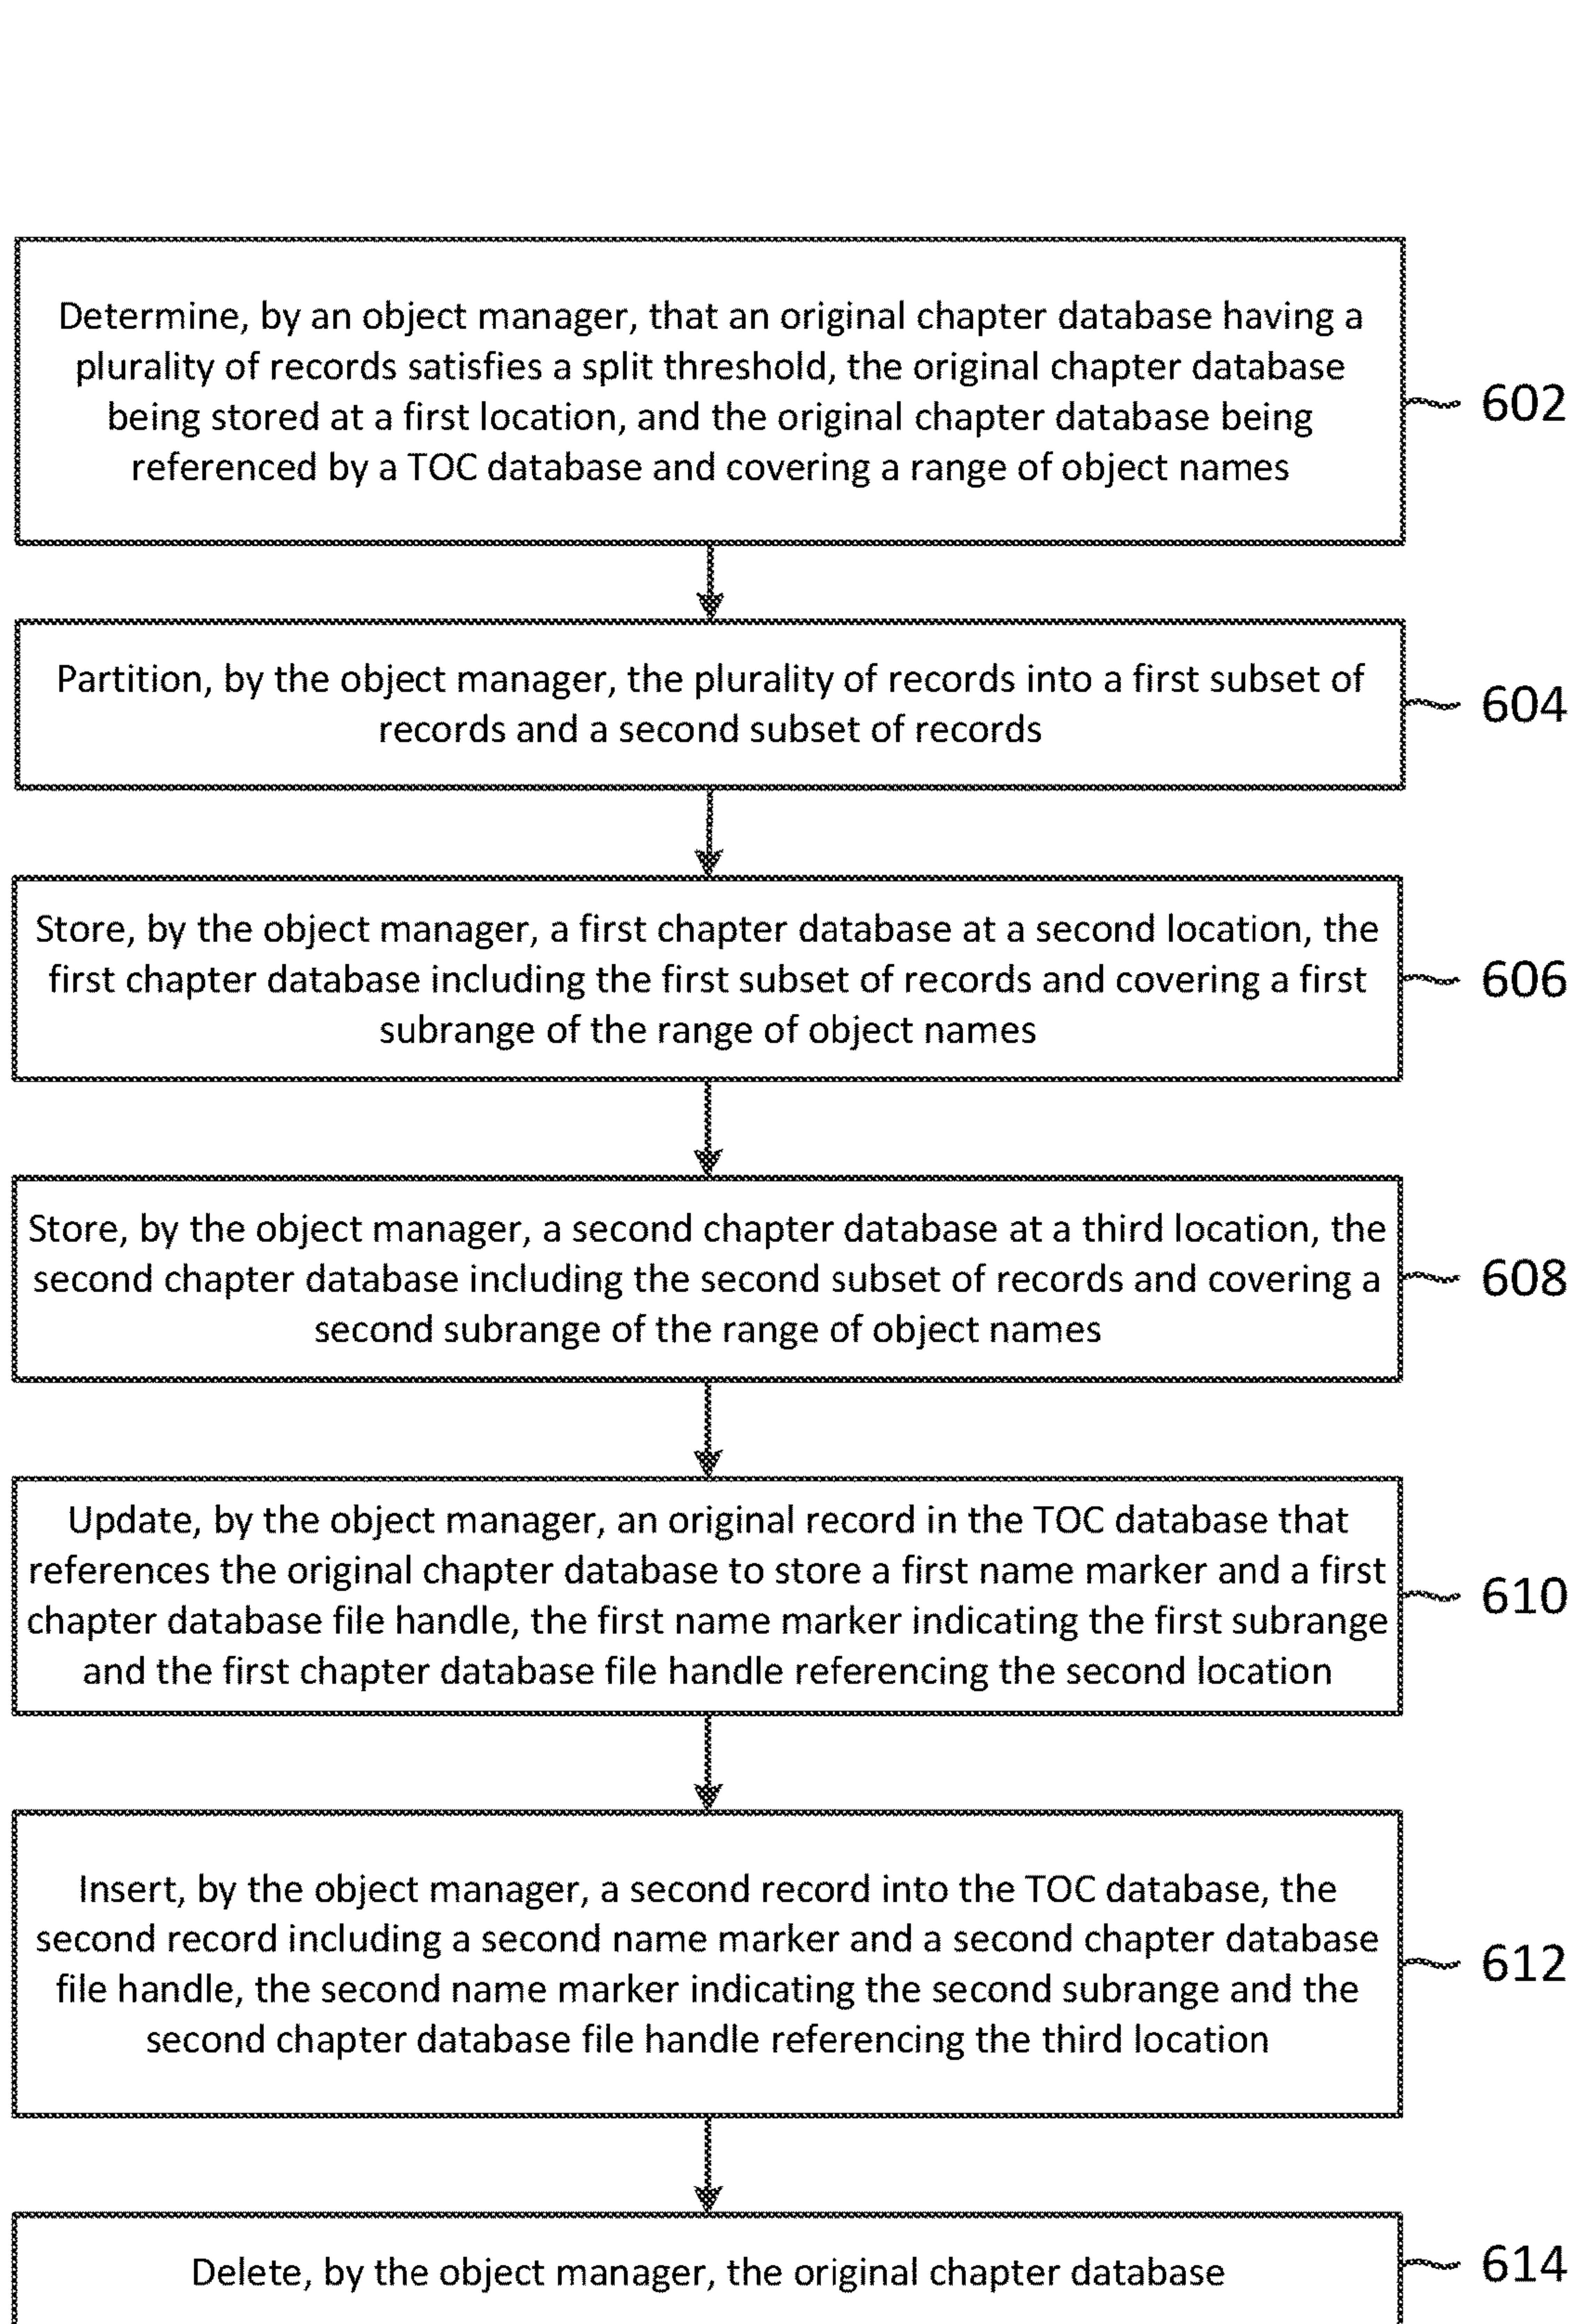 Determine, by an object manager, that an original chapter database having a
plurality of records satisfies a split threshold, the original chapter database
being stored at a first location, and the original chapter database being
referenced by a TOC database and covering a range of object names
602
Partition, by the object manager, the plurality of records into a first subset of
records and a second subset of records
604
Store, by the object manager, a first chapter database at a second location, the
first chapter database including the first subset of records and covering a first
subrange of the range of object names
606
Store, by the object manager, a second chapter database at a third location, the
second chapter database including the second subset of records and covering a
second subrange of the range of object names
608
Update, by the object manager, an original record in the TOC database that
references the original chapter database to store a first name marker and a first
chapter database file handle, the first name marker indicating the first subrange
and the first chapter database file handle referencing the second location
610
Insert, by the object manager, a second record into the TOC database, the
second record including a second name marker and a second chapter database
file handle, the second name marker indicating the second subrange and the
second chapter database file handle referencing the third location
612
Delete, by the object manager, the original chapter database
614